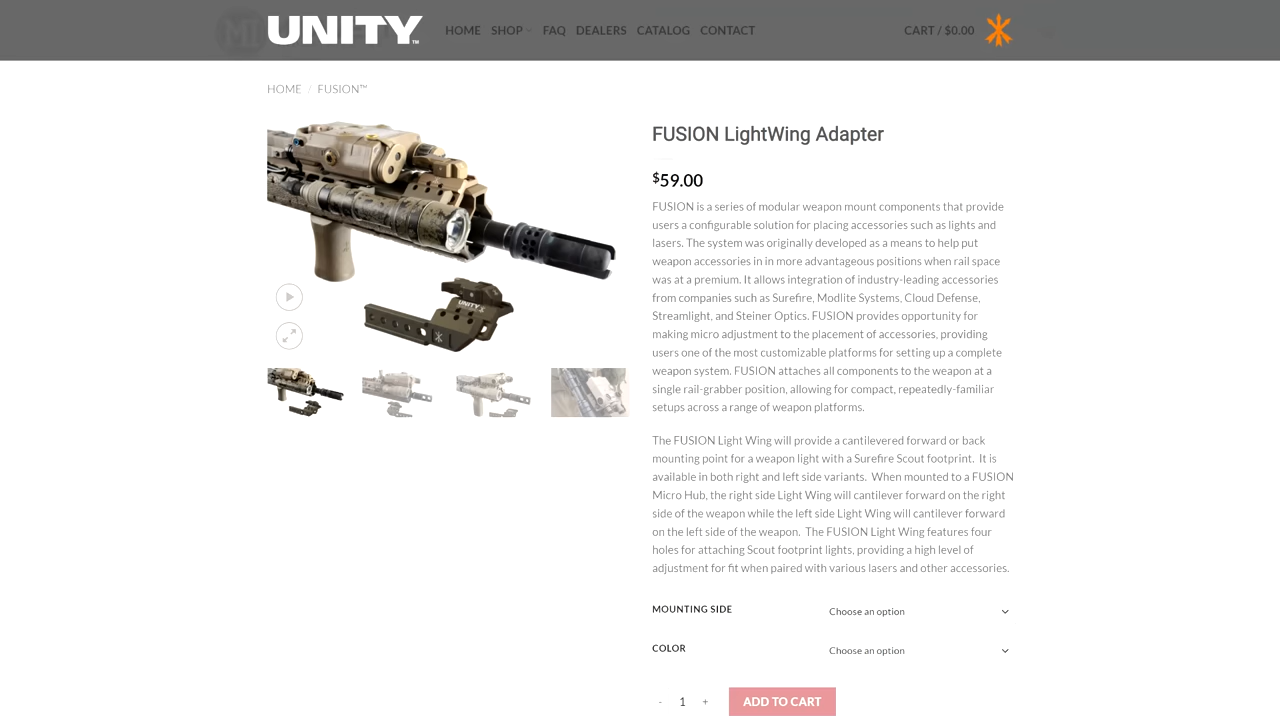 UNITY™
HOME SHOP FAQ DEALERS CATALOG CONTACT
CART / $0.00
HOME / FUSION™
FUSION LightWing Adapter
$59.00
FUSION is a series of modular weapon mount components that provide
users a configurable solution for placing accessories such as lights and
lasers. The system was originally developed as a means to help put
weapon accessories in in more advantageous positions when rail space
was at a premium. It allows integration of industry-leading accessories
from companies such as Surefire, Modlite Systems, Cloud Defense,
Streamlight, and Steiner Optics. FUSION provides opportunity for
making micro adjustment to the placement of accessories, providing
users one of the most customizable platforms for setting up a complete
weapon system. FUSION attaches all components to the weapon at a
single rail-grabber position, allowing for compact, repeatedly-familiar
setups across a range of weapon platforms.
The FUSION Light Wing will provide a cantilevered forward or back
mounting point for a weapon light with a Surefire Scout footprint.  It is
available in both right and left side variants.  When mounted to a FUSION
Micro Hub, the right side Light Wing will cantilever forward on the right
side of the weapon while the left side Light Wing will cantilever forward
on the left side of the weapon.  The FUSION Light Wing features four
holes for attaching Scout footprint lights, providing a high level of
adjustment for fit when paired with various lasers and other accessories.
MOUNTING SIDE Choose an option
COLOR Choose an option
- 1 + ADD TO CART
UNITY